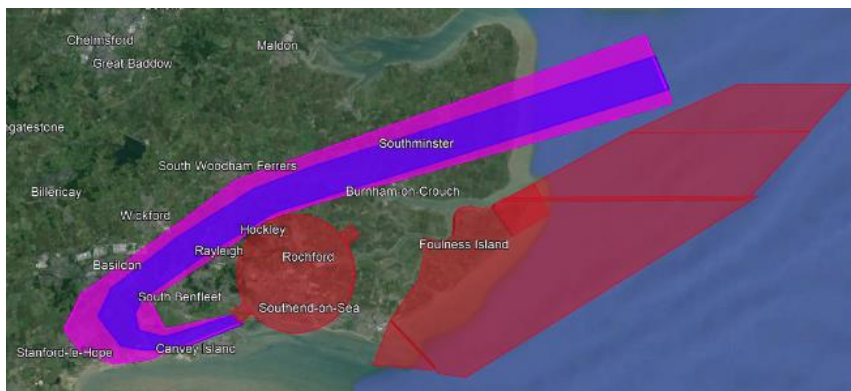 Chelmsford
Maldon
Great Baddow
ngatestone
Southminster
South Woodham Ferrers
Billericay
Burnham-on-Crouch
Wickford
Hockley
Foulness Island
Rayleigh
Rochford
Basildon
South Benfleet
Southend-on-Sea
Stanford-le-Hope
Canvey Island